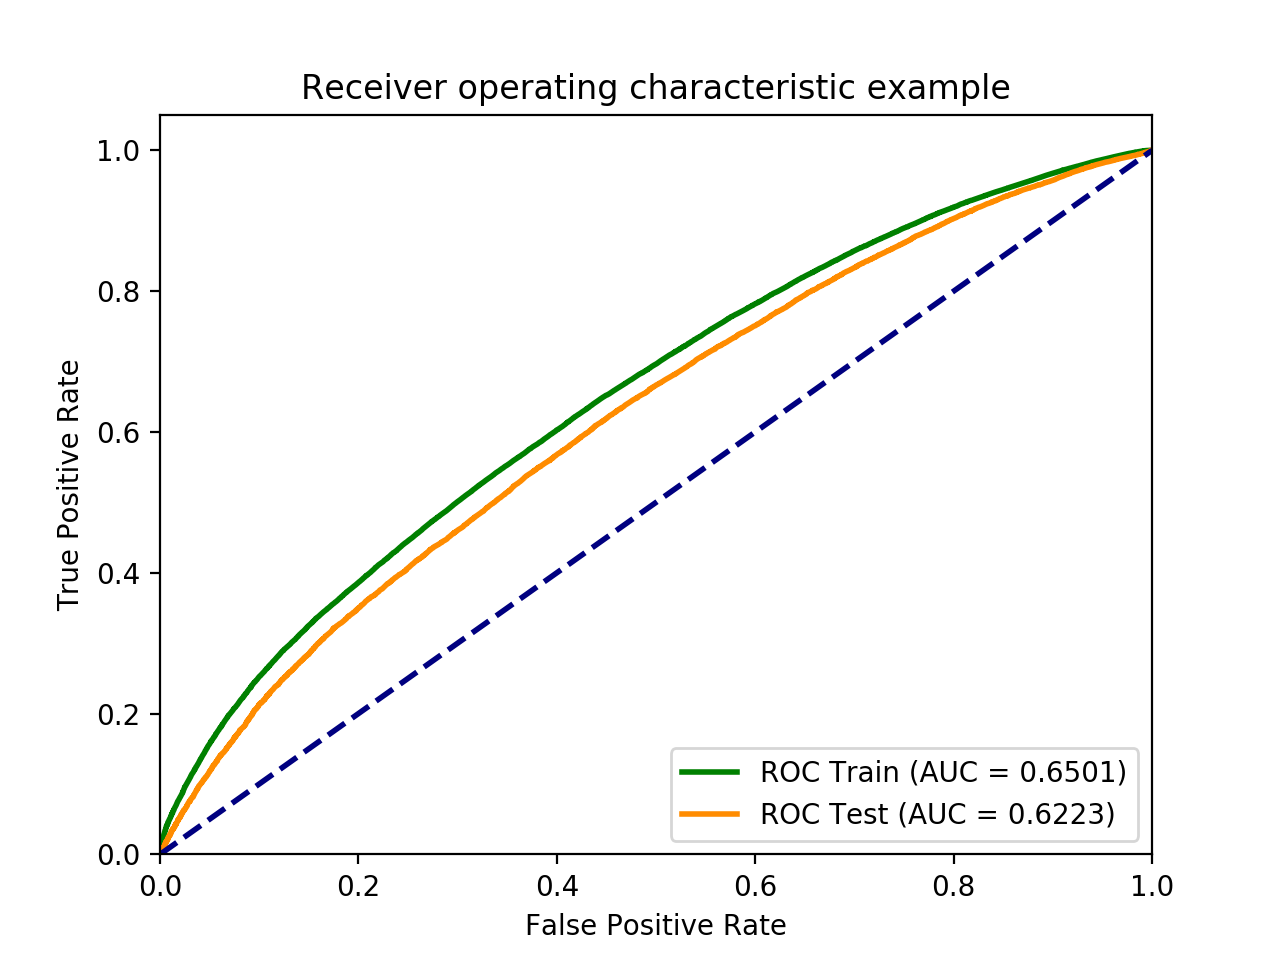 Receiver operating characteristic example
1.0
0.8
0.6
0.4
0.2
0.0
True Positive Rate
ROC Train (AUC = 0.6501)
ROC Test (AUC = 0.6223)
0.0 0.2 0.4 0.6 0.8 1.0
False Positive Rate